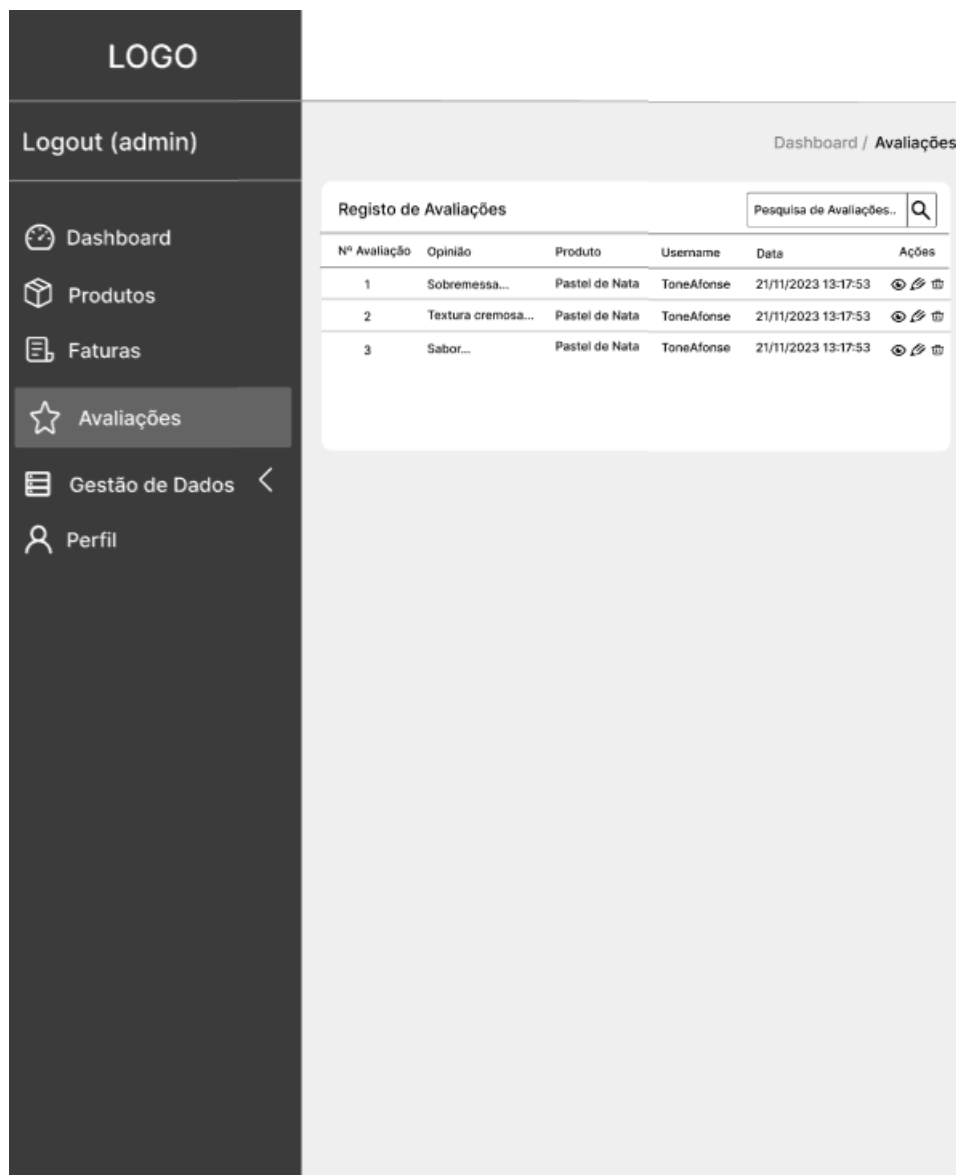 LOGO
Logout (admin)
Dashboard / Avaliações
Dashboard
Produtos
Faturas
Avaliações
Gestão de Dados
Perfil
Registo de Avaliações
Pesquisa de Avaliações..
Nº Avaliação Opinião Produto Username Data Ações
1 Sobremessa... Pastel de Nata ToneAfonse 21/11/2023 13:17:53
2 Textura cremosa... Pastel de Nata ToneAfonse 21/11/2023 13:17:53
3 Sabor... Pastel de Nata ToneAfonse 21/11/2023 13:17:53